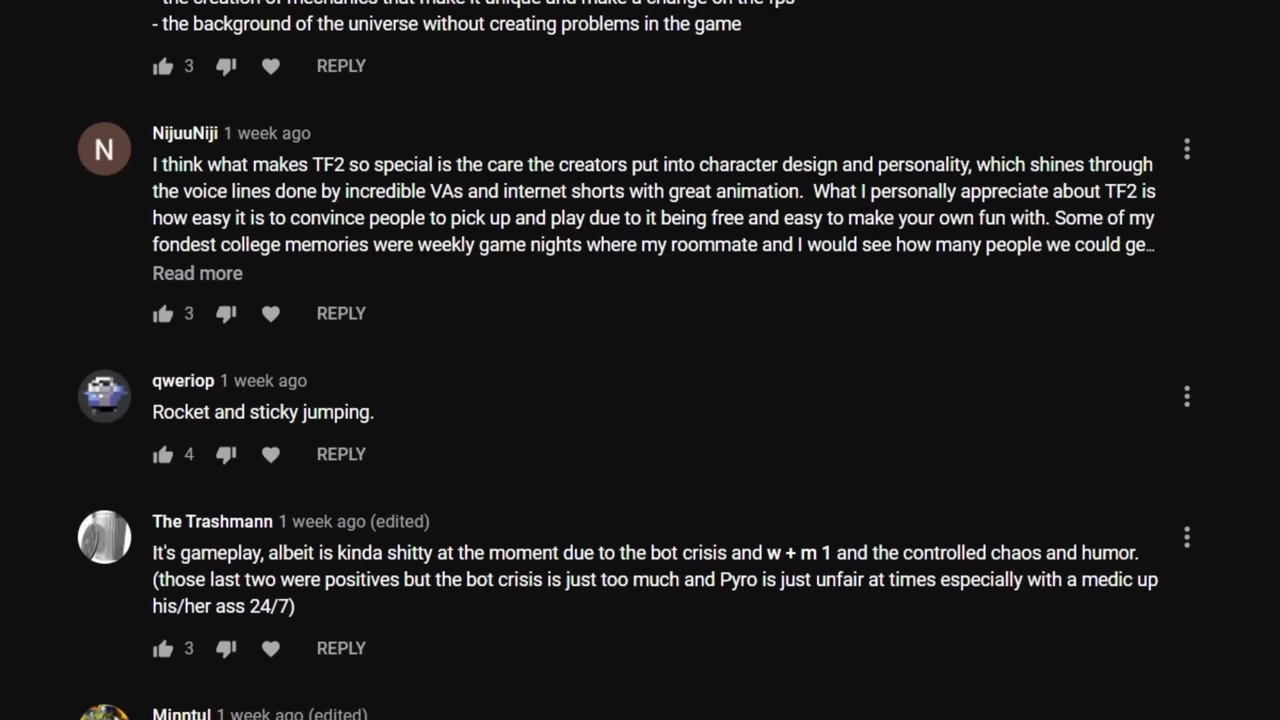 - the creation of mechanics that make it unique and make a change on the fps
- the background of the universe without creating problems in the game
3 REPLY
N
NijuuNiji 1 week ago
I think what makes TF2 so special is the care the creators put into character design and personality, which shines through
the voice lines done by incredible VAs and internet shorts with great animation.  What I personally appreciate about TF2 is
how easy it is to convince people to pick up and play due to it being free and easy to make your own fun with. Some of my
fondest college memories were weekly game nights where my roommate and I would see how many people we could ge…
Read more
3 REPLY
qweriop 1 week ago
Rocket and sticky jumping.
4 REPLY
The Trashmann 1 week ago (edited)
It's gameplay, albeit is kinda shitty at the moment due to the bot crisis and w + m 1 and the controlled chaos and humor.
(those last two were positives but the bot crisis is just too much and Pyro is just unfair at times especially with a medic up
his/her ass 24/7)
3 REPLY
Minntul 1 week ago (edited)